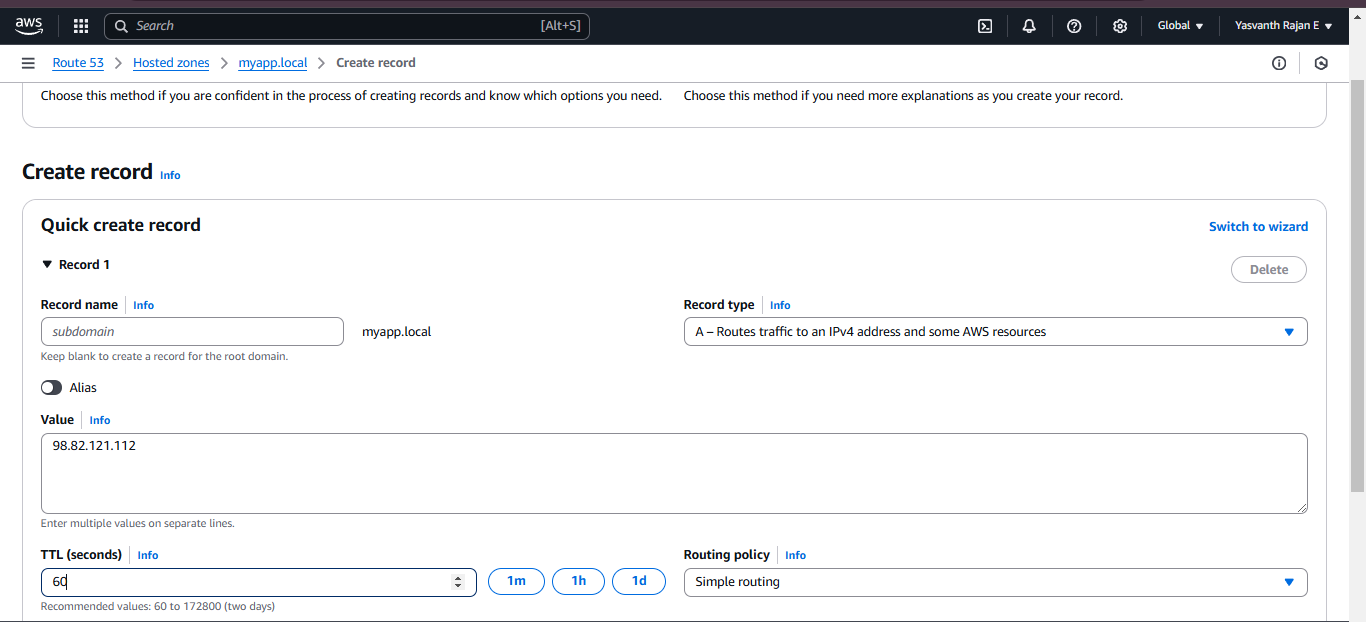 aws
Search
[Alt+S]
Global
Yasvanth Rajan E
Route 53
Hosted zones
myapp.local
Create record
Choose this method if you are confident in the process of creating records and know which options you need.
Choose this method if you need more explanations as you create your record.
Create record Info
Quick create record
Switch to wizard
Record 1
Delete
Record name Info
subdomain
myapp.local
Keep blank to create a record for the root domain.
Record type Info
A – Routes traffic to an IPv4 address and some AWS resources
Alias
Value Info
98.82.121.112
Enter multiple values on separate lines.
TTL (seconds) Info
60
1m
1h
1d
Recommended values: 60 to 172800 (two days)
Routing policy Info
Simple routing